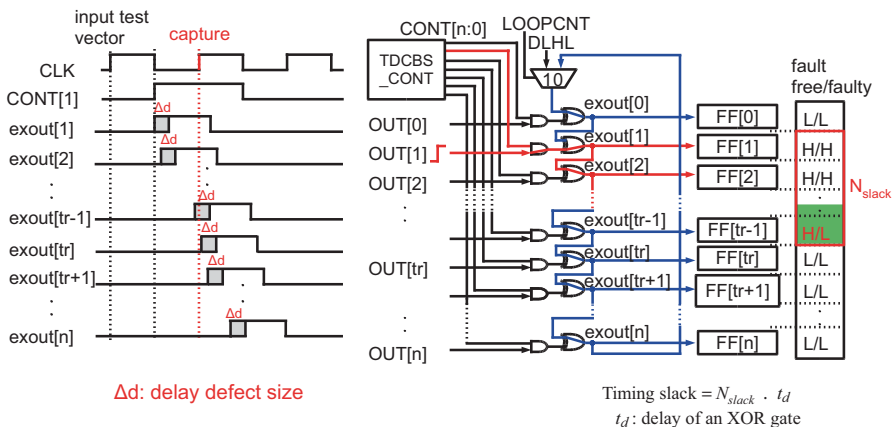 input test
vector
capture
CLK
CONT[1]
Δd
exout[1]
Δd
exout[2]
Δd
exout[tr-1]
Δd
exout[tr]
Δd
exout[tr+1]
Δd
exout[n]
Δd: delay defect size
CONT[n:0]
LOOPCNT
DLHL
TDCBS
_CONT
10
OUT[0]
OUT[1]
OUT[2]
OUT[tr]
OUT[n]
exout[0]
exout[1]
exout[2]
exout[tr-1]
exout[tr]
exout[tr+1]
exout[n]
FF[0]
FF[1]
FF[2]
FF[tr-1]
FF[tr]
FF[tr+1]
FF[n]
fault
free/faulty
L/L
H/H
H/H
H/L
L/L
L/L
L/L
N_slack
Timing slack = N_slack . t_d
t_d : delay of an XOR gate